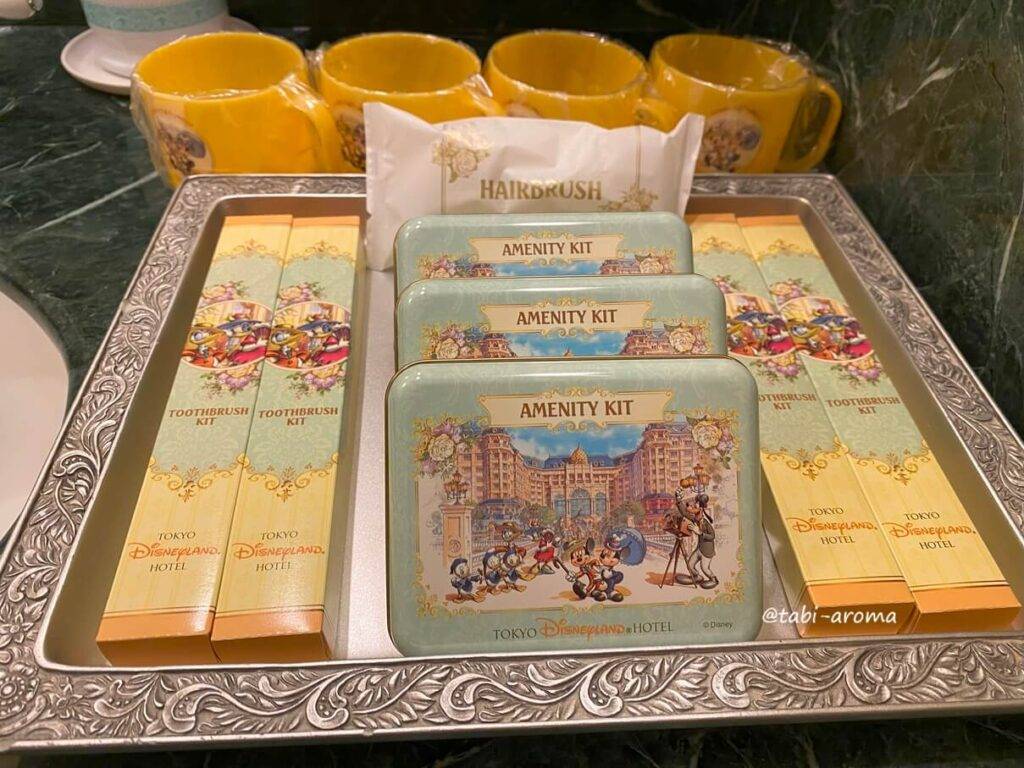 HAIRBRUSH
AMENITY KIT
AMENITY KIT
AMENITY KIT
TOKYO DISNEYLAND® HOTEL
©Disney
TOOTHBRUSH
KIT
TOKYO
DISNEYLAND.
HOTEL
TOOTHBRUSH
KIT
TOKYO
DISNEYLAND.
HOTEL
TOOTHBRUSH
KIT
TOKYO
DISNEYLAND.
HOTEL
TOOTHBRUSH
KIT
TOKYO
DISNEYLAND.
HOTEL
@tabi-aroma